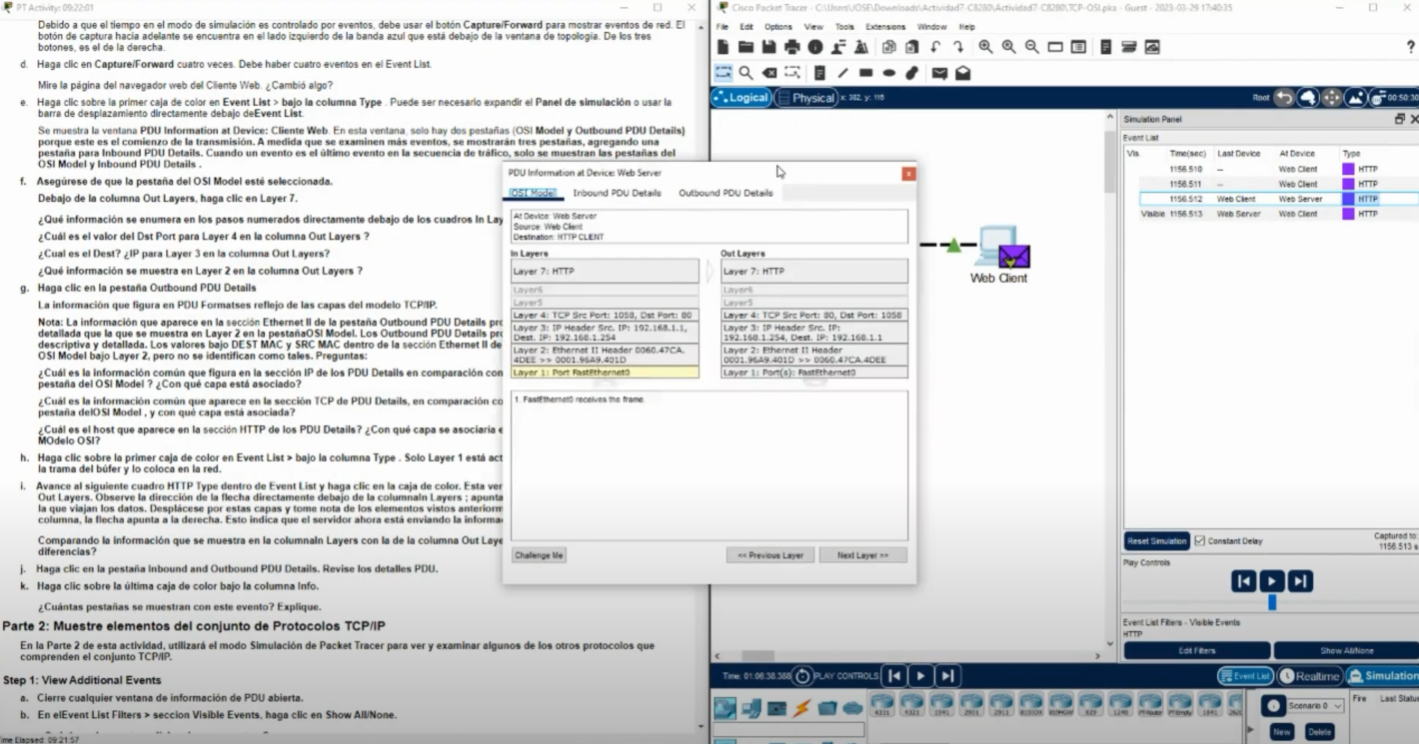 PT Activity: 09:22:01
Debido a que el tiempo en el modo de simulación es controlado por eventos, debe usar el botón Capture/Forward para mostrar eventos de red. El
botón de captura hacia adelante se encuentra en el lado izquierdo de la banda azul que está debajo de la ventana de topología. De los tres
botones, es el de la derecha.
d. Haga clic en Capture/Forward cuatro veces. Debe haber cuatro eventos en el Event List.
Mire la página del navegador web del Cliente Web. ¿Cambió algo?
e. Haga clic sobre la primer caja de color en Event List > bajo la columna Type . Puede ser necesario expandir el Panel de simulación o usar la
barra de desplazamiento directamente debajo deEvent List.
Se muestra la ventana PDU Information at Device: Cliente Web. En esta ventana, solo hay dos pestañas (OSI Model y Outbound PDU Details)
porque este es el comienzo de la transmisión. A medida que se examinen más eventos, se mostrarán tres pestañas, agregando una
pestaña para Inbound PDU Details. Cuando un evento es el último evento en la secuencia de tráfico, solo se muestran las pestañas del
OSI Model y Inbound PDU Details .
f. Asegúrese de que la pestaña del OSI Model esté seleccionada.
Debajo de la columna Out Layers, haga clic en Layer 7.
¿Qué información se enumera en los pasos numerados directamente debajo de los cuadros In Lay
¿Cuál es el valor del Dst Port para Layer 4 en la columna Out Layers ?
¿Cual es el Dest? ¿IP para Layer 3 en la columna Out Layers?
¿Qué información se muestra en Layer 2 en la columna Out Layers ?
g. Haga clic en la pestaña Outbound PDU Details
La información que figura en PDU Formatses reflejo de las capas del modelo TCP/IP.
Nota: La información que aparece en la sección Ethernet II de la pestaña Outbound PDU Details prc
detallada que la que se muestra en Layer 2 en la pestañaOSI Model. Los Outbound PDU Details prc
descriptiva y detallada. Los valores bajo DEST MAC y SRC MAC dentro de la sección Ethernet II de
OSI Model bajo Layer 2, pero no se identifican como tales. Preguntas:
¿Cuál es la información común que figura en la sección IP de los PDU Details en comparación con
pestaña del OSI Model ? ¿Con qué capa está asociado?
¿Cuál es la información común que aparece en la sección TCP de PDU Details, en comparación co
pestaña delOSI Model , y con qué capa está asociada?
¿Cuál es el host que aparece en la sección HTTP de los PDU Details? ¿Con qué capa se asociaría e
MOdelo OSI?
h. Haga clic sobre la primer caja de color en Event List > bajo la columna Type . Solo Layer 1 está act
la trama del búfer y lo coloca en la red.
i. Avance al siguiente cuadro HTTP Type dentro de Event List y haga clic en la caja de color. Esta ver
Out Layers. Observe la dirección de la flecha directamente debajo de la columnaIn Layers ; apunta
la que viajan los datos. Desplácese por estas capas y tome nota de los elementos vistos anteriorm
columna, la flecha apunta a la derecha. Esto indica que el servidor ahora está enviando la informac
Comparando la información que se muestra en la columnaIn Layers con la de la columna Out Laye
diferencias?
j. Haga clic en la pestaña Inbound and Outbound PDU Details. Revise los detalles PDU.
k. Haga clic sobre la última caja de color bajo la columna Info.
¿Cuántas pestañas se muestran con este evento? Explique.
Parte 2: Muestre elementos del conjunto de Protocolos TCP/IP
En la Parte 2 de esta actividad, utilizará el modo Simulación de Packet Tracer para ver y examinar algunos de los otros protocolos que
comprenden el conjunto TCP/IP.
Step 1: View Additional Events
a. Cierre cualquier ventana de información de PDU abierta.
b. En elEvent List Filters > seccion Visible Events, haga clic en Show All/None.
Time Elapsed: 09:21:57
PDU Information at Device: Web Server
OSI Model Inbound PDU Details Outbound PDU Details
At Device: Web Server
Source: Web Client
Destination: HTTP CLIENT
In Layers Out Layers
Layer 7: HTTP Layer 7: HTTP
Layer6 Layer6
Layer5 Layer5
Layer 4: TCP Src Port: 1058, Dst Port: 80 Layer 4: TCP Src Port: 80, Dst Port: 1058
Layer 3: IP Header Src. IP: 192.168.1.1, Dest. IP: 192.168.1.254
Layer 3: IP Header Src. IP: 192.168.1.254, Dest. IP: 192.168.1.1
Layer 2: Ethernet II Header 0060.47CA.4DEE >> 0001.96A9.401D
Layer 2: Ethernet II Header 0001.96A9.401D >> 0060.47CA.4DEE
Layer 1: Port FastEthernet0 Layer 1: Port(s): FastEthernet0
1. FastEthernet0 receives the frame.
Challenge Me << Previous Layer Next Layer >>
Cisco Packet Tracer - C:\Users\JOSE\Downloads\Actividad7-C8280\Actividad7-C8280\TCP-OSI.pka - Guest - 2023-03-29 17:40:35
File Edit Options View Tools Extensions Window Help
Logical Physical x: 382, y: 116 Root 00:50:30
Web Client
Simulation Panel
Event List
Vis. Time(sec) Last Device At Device Type
1156.510 -- Web Client HTTP
1156.511 -- Web Client HTTP
1156.512 Web Client Web Server HTTP
Visible 1156.513 Web Server Web Client HTTP
Reset Simulation Constant Delay Captured to:
1156.513 s
Play Controls
Event List Filters - Visible Events
HTTP
Edit Filters Show All/None
Time: 01:06:38.388 PLAY CONTROLS: Event List Realtime Simulation
4331 4321 1941 2901 2911 819IOX 819HGW 829 1240 PT-Router PT-Empty 1841
Scenario 0 Fire Last Status
New Delete